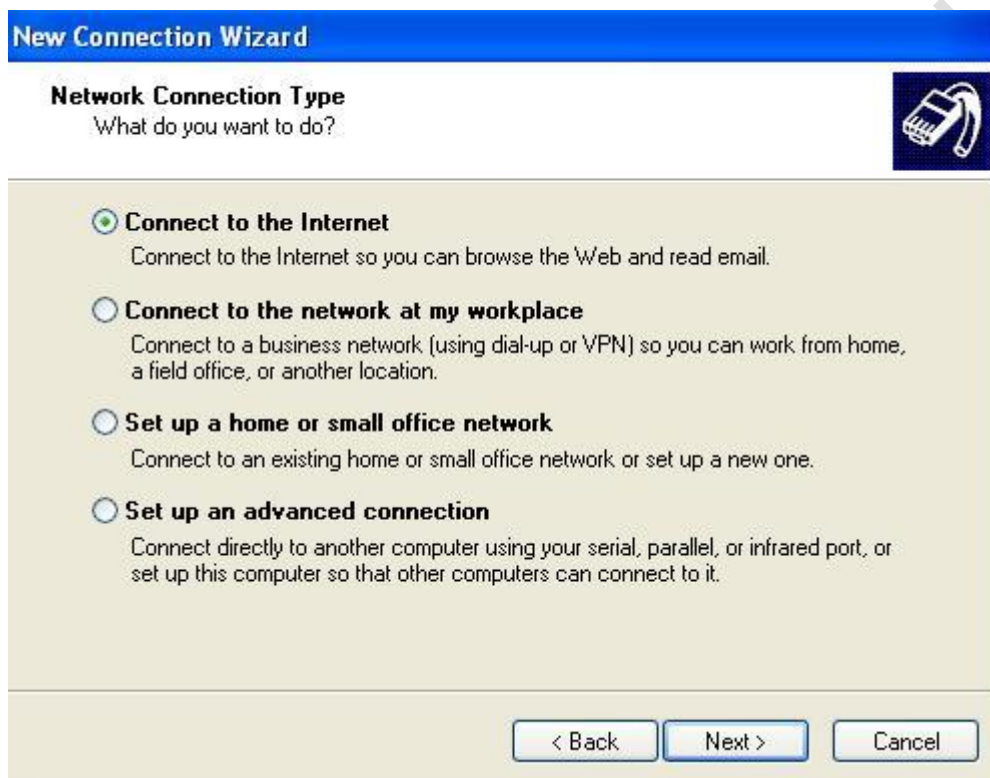 New Connection Wizard
Network Connection Type
What do you want to do?
Connect to the Internet
Connect to the Internet so you can browse the Web and read email.
Connect to the network at my workplace
Connect to a business network (using dial-up or VPN) so you can work from home,
a field office, or another location.
Set up a home or small office network
Connect to an existing home or small office network or set up a new one.
Set up an advanced connection
Connect directly to another computer using your serial, parallel, or infrared port, or
set up this computer so that other computers can connect to it.
< Back Next > Cancel